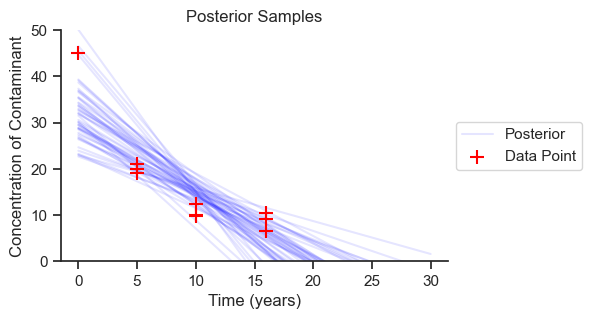 Posterior Samples
Concentration of Contaminant
50
40
30
20
10
0
0 5 10 15 20 25 30
Time (years)
Posterior
Data Point